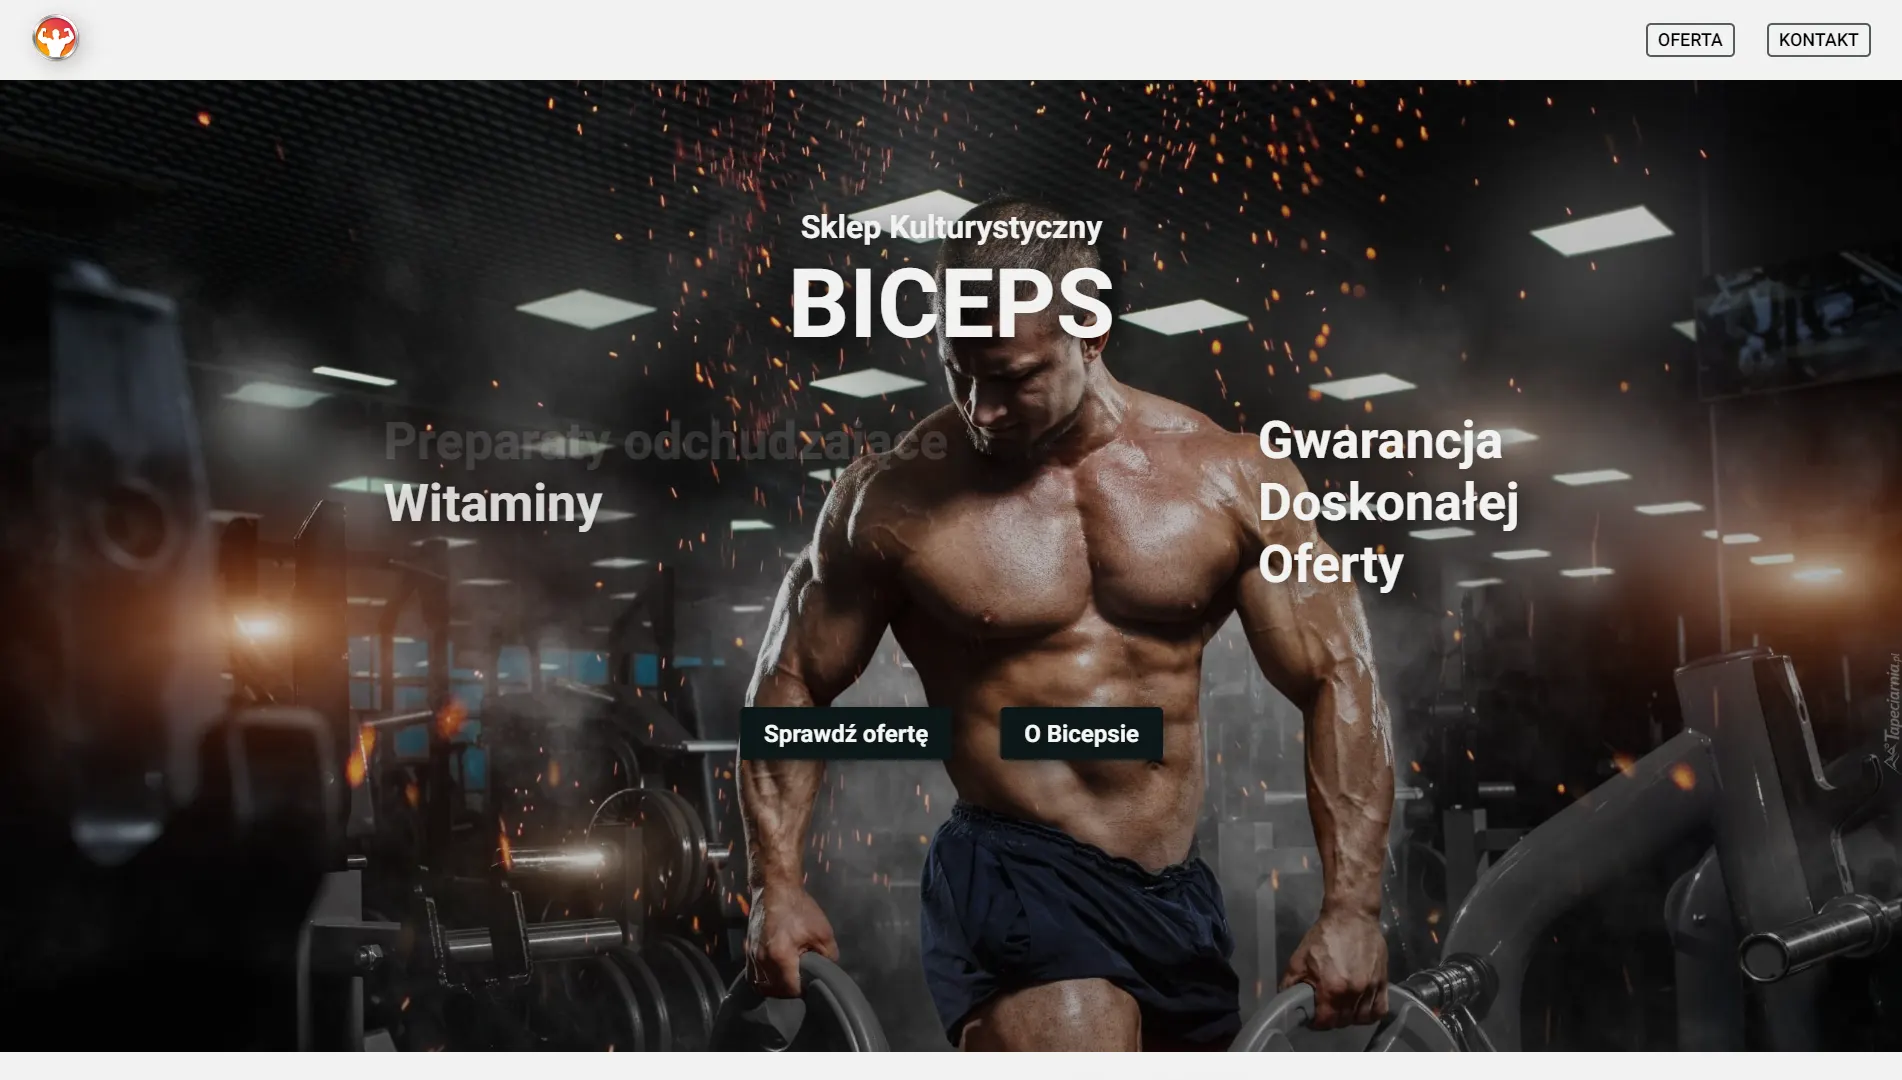 OFERTA
KONTAKT
Sklep Kulturystyczny
BICEPS
Preparaty odchudzające
Witaminy
Gwarancja
Doskonałej
Oferty
Sprawdź ofertę
O Bicepsie
Tapeciarnia.pl